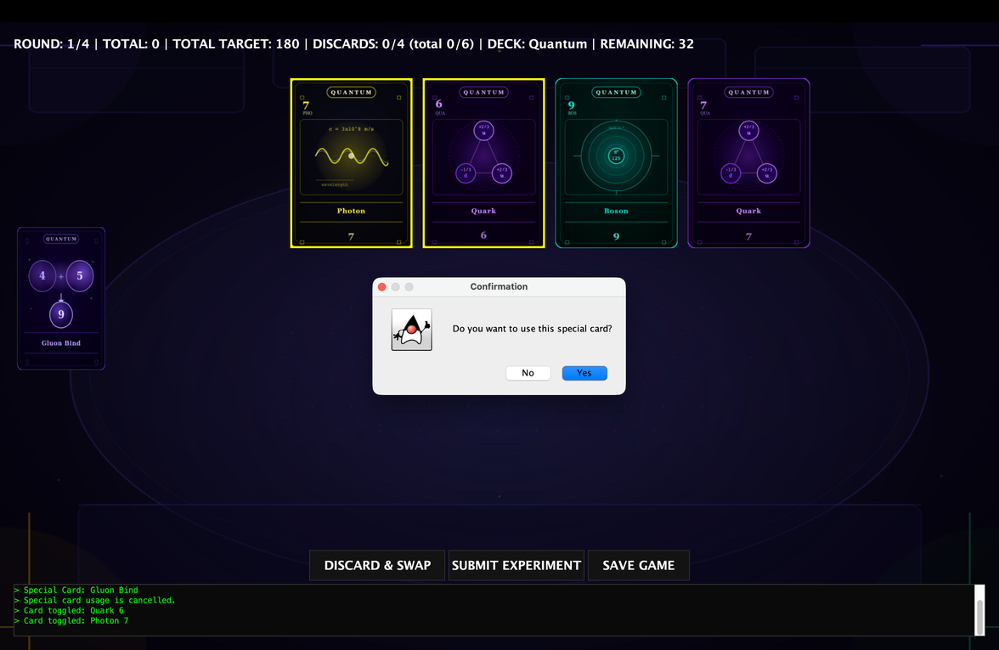 ROUND: 1/4 | TOTAL: 0 | TOTAL TARGET: 180 | DISCARDS: 0/4 (total 0/6) | DECK: Quantum | REMAINING: 32
QUANTUM
7
PHO
c = 3x10^8 m/s
wavelength
Photon
7
QUANTUM
6
QUA
+2/3
u
-1/3
d
+2/3
u
Quark
6
QUANTUM
9
BOS
H°
125
Boson
9
QUANTUM
7
QUA
+2/3
u
-1/3
d
+2/3
u
Quark
7
QUANTUM
4 + 5
9
Gluon Bind
Confirmation
Do you want to use this special card?
No
Yes
DISCARD & SWAP
SUBMIT EXPERIMENT
SAVE GAME
> Special Card: Gluon Bind
> Special card usage is cancelled.
> Card toggled: Quark 6
> Card toggled: Photon 7